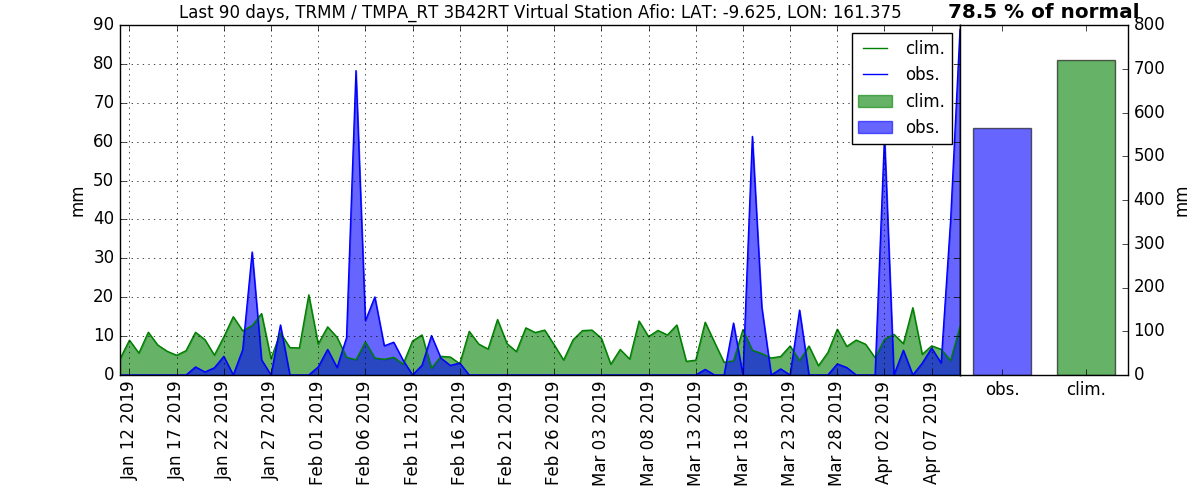 Last 90 days, TRMM / TMPA_RT 3B42RT Virtual Station Afio: LAT: -9.625, LON: 161.375
78.5 % of normal
90
80
70
60
50
40
30
20
10
0
mm
clim.
obs.
clim.
obs.
800
700
600
500
400
300
200
100
0
mm
Jan 12 2019
Jan 17 2019
Jan 22 2019
Jan 27 2019
Feb 01 2019
Feb 06 2019
Feb 11 2019
Feb 16 2019
Feb 21 2019
Feb 26 2019
Mar 03 2019
Mar 08 2019
Mar 13 2019
Mar 18 2019
Mar 23 2019
Mar 28 2019
Apr 02 2019
Apr 07 2019
obs.
clim.